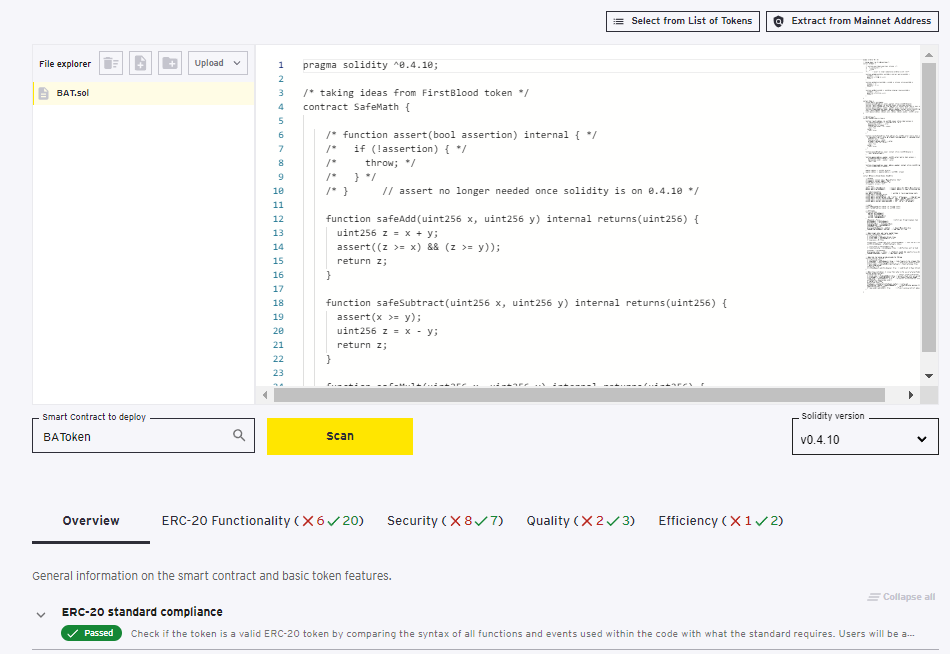 Select from List of Tokens
Extract from Mainnet Address
File explorer
Upload
BAT.sol
1 pragma solidity ^0.4.10;
2
3 /* taking ideas from FirstBlood token */
4 contract SafeMath {
5
6 /* function assert(bool assertion) internal { */
7 /*   if (!assertion) { */
8 /*     throw; */
9 /*   } */
10 /* }      // assert no longer needed once solidity is on 0.4.10 */
11
12 function safeAdd(uint256 x, uint256 y) internal returns(uint256) {
13 uint256 z = x + y;
14 assert((z >= x) && (z >= y));
15 return z;
16 }
17
18 function safeSubtract(uint256 x, uint256 y) internal returns(uint256) {
19 assert(x >= y);
20 uint256 z = x - y;
21 return z;
22 }
23
24 function safeMult(uint256 x, uint256 y) internal returns(uint256) {
Smart Contract to deploy
BAToken
Scan
Solidity version
v0.4.10
Overview
ERC-20 Functionality (✕ 6 ✓ 20)
Security (✕ 8 ✓ 7)
Quality (✕ 2 ✓ 3)
Efficiency (✕ 1 ✓ 2)
General information on the smart contract and basic token features.
Collapse all
ERC-20 standard compliance
Passed
Check if the token is a valid ERC-20 token by comparing the syntax of all functions and events used within the code with what the standard requires. Users will be a...